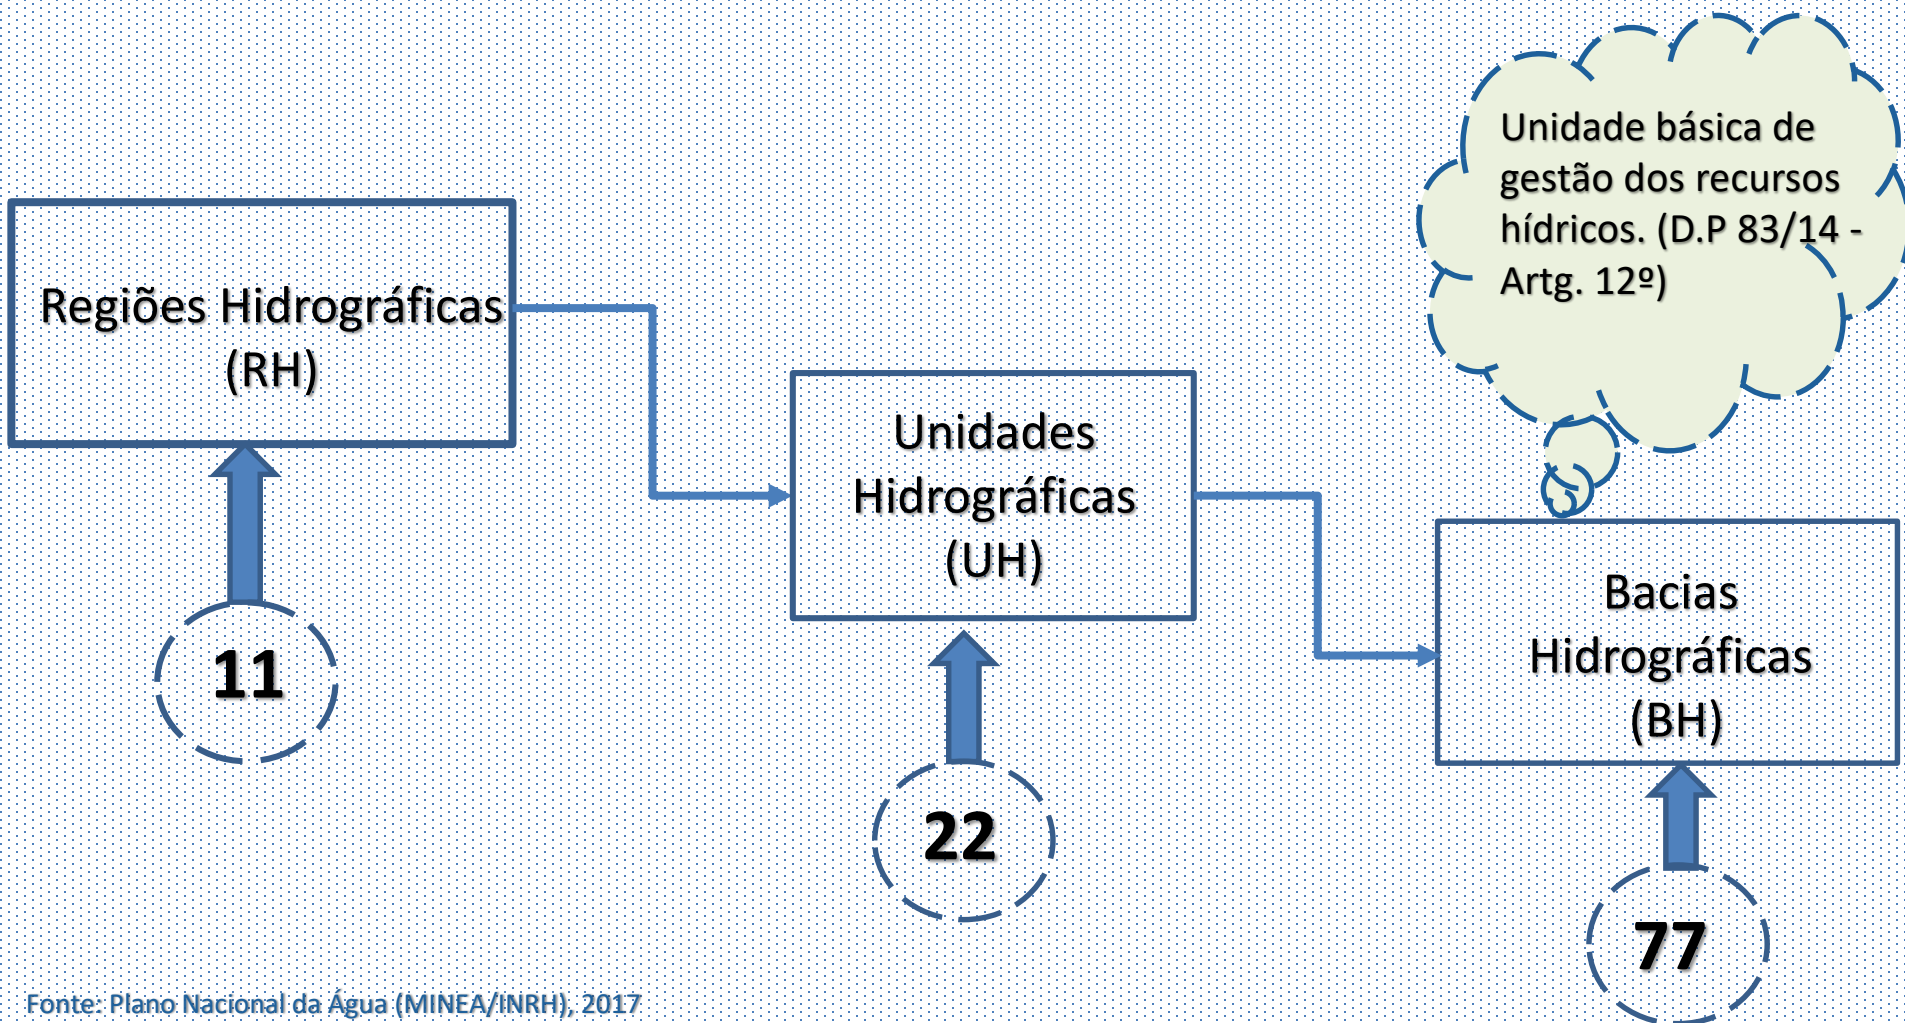 Unidade básica de
gestão dos recursos
hídricos. (D.P 83/14 -
Artg. 12º)
Regiões Hidrográficas
(RH)
Unidades
Hidrográficas
(UH)
Bacias
Hidrográficas
(BH)
11
22
77
Fonte: Plano Nacional da Água (MINEA/INRH), 2017